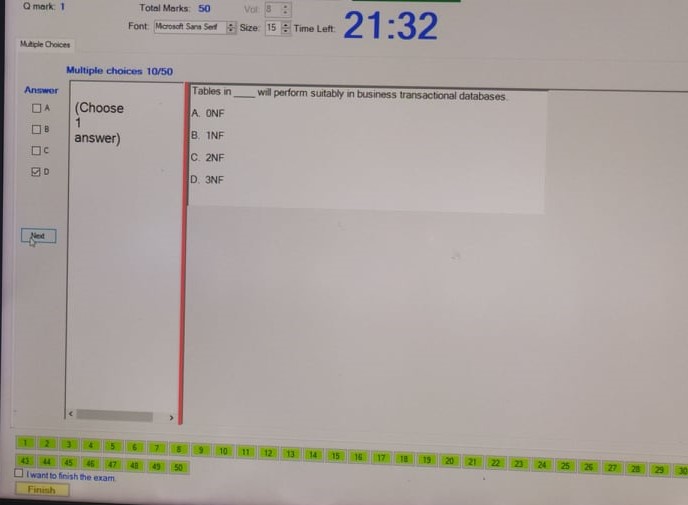 Q mark: 1 Total Marks: 50 Vol: 8
Font: Microsoft Sans Serif Size: 15 Time Left: 21:32
Multiple Choices
Multiple choices 10/50
Answer
A
B
C
D
Next
(Choose
1
answer)
Tables in ____ will perform suitably in business transactional databases.
A. 0NF
B. 1NF
C. 2NF
D. 3NF
1 2 3 4 5 6 7 8 9 10 11 12 13 14 15 16 17 18 19 20 21 22 23 24 25 26 27 28 29 30
43 44 45 46 47 48 49 50
I want to finish the exam.
Finish